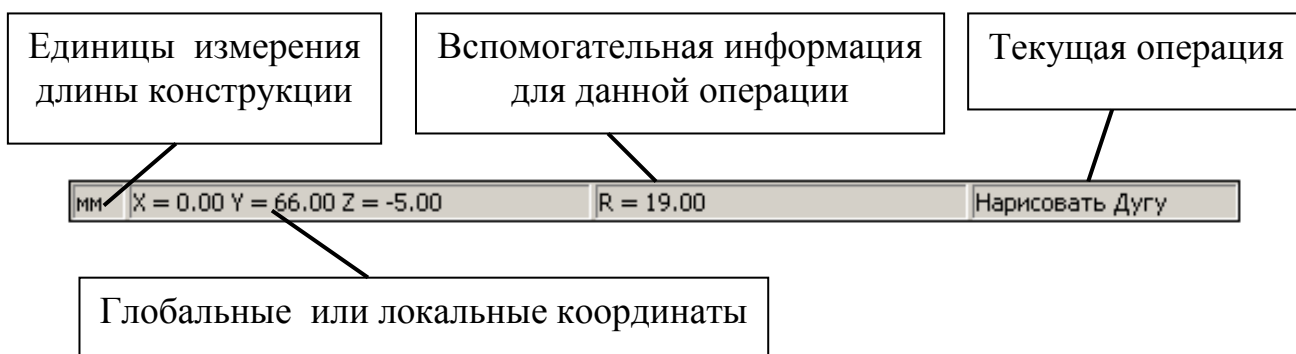 Единицы измерения
длины конструкции
Вспомогательная информация
для данной операции
Текущая операция
мм X = 0.00 Y = 66.00 Z = -5.00 R = 19.00 Нарисовать Дугу
Глобальные или локальные координаты